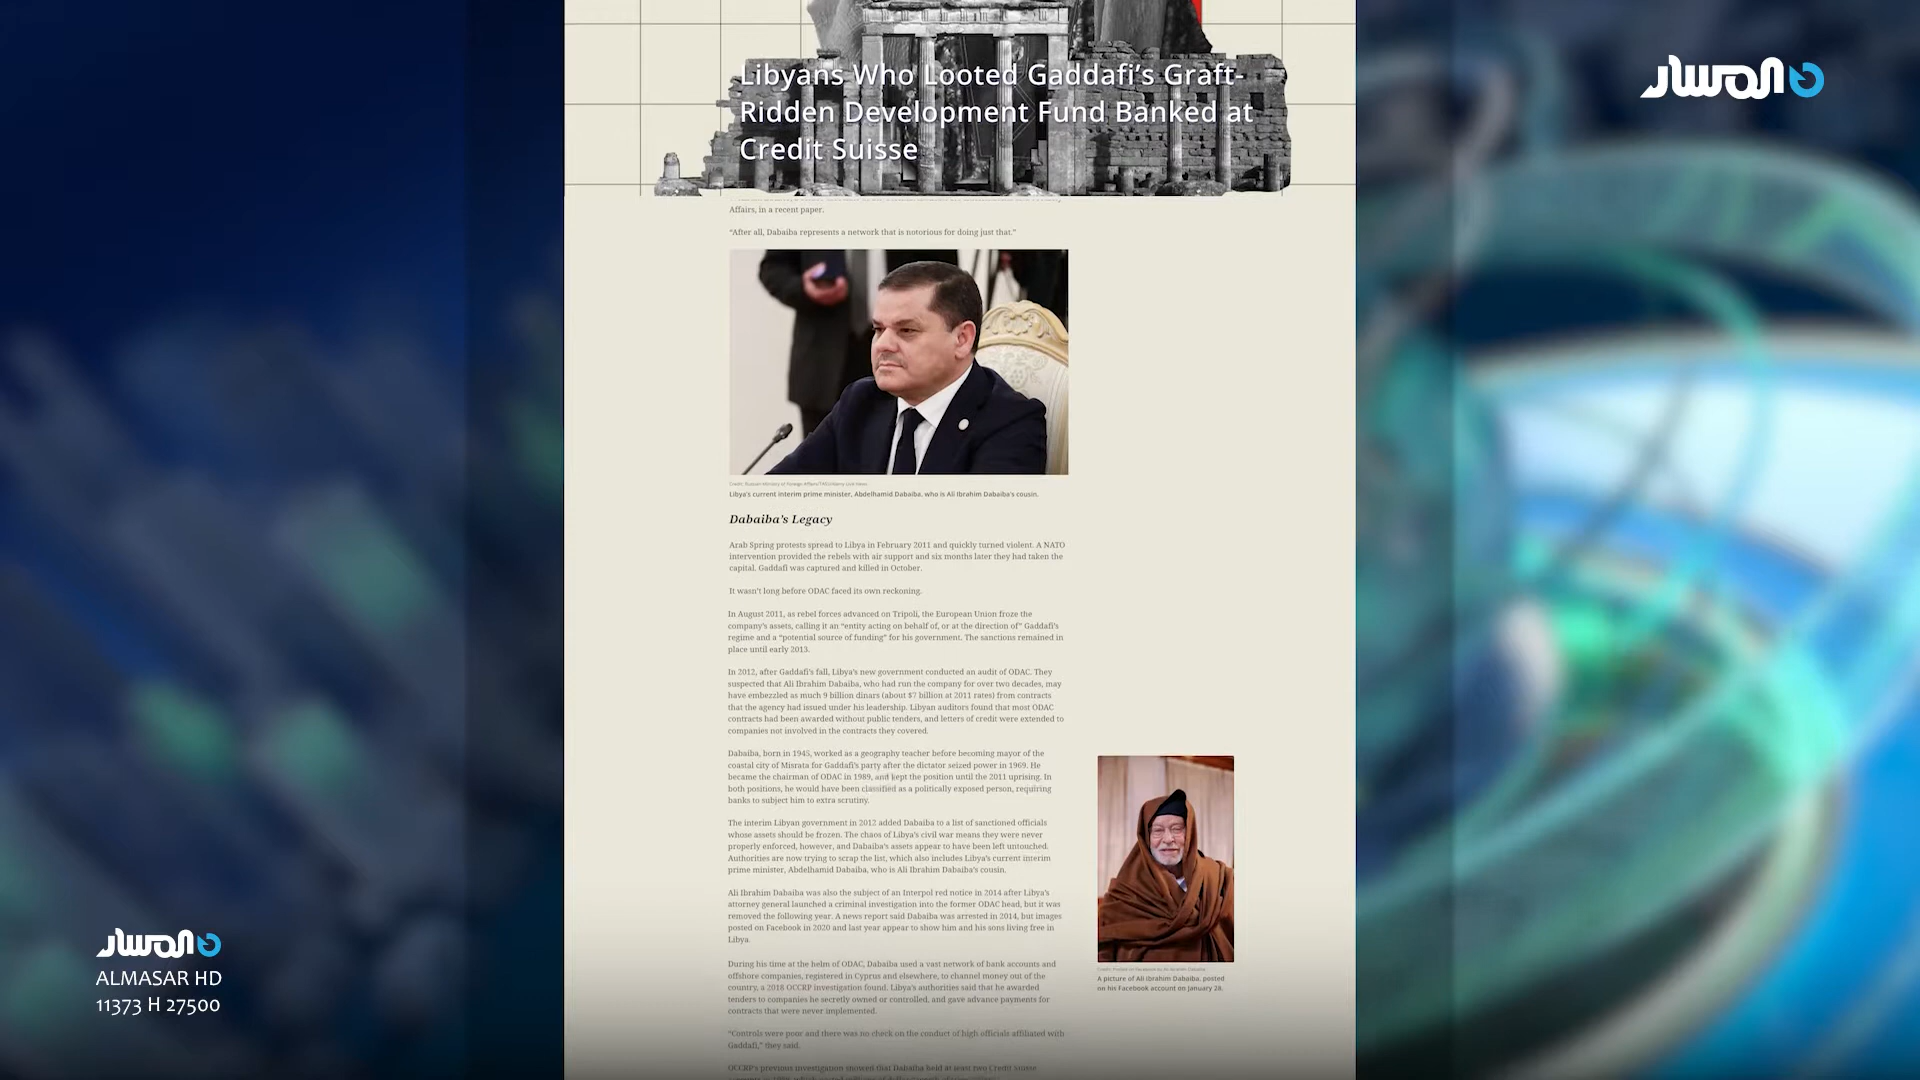 المسار
Libyans Who Looted Gaddafi's Graft-
Ridden Development Fund Banked at
Credit Suisse
Affairs, in a recent paper.
"After all, Dabaiba represents a network that is notorious for doing just that."
Libya's current interim prime minister, Abdelhamid Dabaiba, who is Ali Ibrahim Dabaiba's cousin.
Dabaiba's Legacy
Arab Spring protests spread to Libya in February 2011 and quickly turned violent. A NATO
intervention provided the rebels with air support and six months later they had taken the
capital. Gaddafi was captured and killed in October.
It wasn't long before ODAC faced its own reckoning.
In August 2011, as rebel forces advanced on Tripoli, the European Union froze the
company's assets, calling it an "entity acting on behalf of, or at the direction of" Gaddafi's
regime and a "potential source of funding" for his government. The sanctions remained in
place until early 2013.
In 2012, after Gaddafi's fall, Libya's new government conducted an audit of ODAC. They
suspected that Ali Ibrahim Dabaiba, who had run the company for over two decades, may
have embezzled as much 9 billion dinars (about $7 billion at 2011 rates) from contracts
that the agency had issued under his leadership. Libyan auditors found that most ODAC
contracts had been awarded without public tenders, and letters of credit were extended to
companies not involved in the contracts they covered.
Dabaiba, born in 1945, worked as a geography teacher before becoming mayor of the
coastal city of Misrata for Gaddafi's party after the dictator seized power in 1969. He
became the chairman of ODAC in 1989, and kept the position until the 2011 uprising. In
both positions, he would have been classified as a politically exposed person, requiring
banks to subject him to extra scrutiny.
The interim Libyan government in 2012 added Dabaiba to a list of sanctioned officials
whose assets should be frozen. The chaos of Libya's civil war means they were never
properly enforced, however, and Dabaiba's assets appear to have been left untouched.
Authorities are now trying to scrap the list, which also includes Libya's current interim
prime minister, Abdelhamid Dabaiba, who is Ali Ibrahim Dabaiba's cousin.
Ali Ibrahim Dabaiba was also the subject of an Interpol red notice in 2014 after Libya's
attorney general launched a criminal investigation into the former ODAC head, but it was
removed the following year. A news report said Dabaiba was arrested in 2014, but images
posted on Facebook in 2020 and last year appear to show him and his sons living free in
Libya.
During his time at the helm of ODAC, Dabaiba used a vast network of bank accounts and
offshore companies, registered in Cyprus and elsewhere, to channel money out of the
country, a 2018 OCCRP investigation found. Libya's authorities said that he awarded
tenders to companies he secretly owned or controlled, and gave advance payments for
contracts that were never implemented.
"Controls were poor and there was no check on the conduct of high officials affiliated with
Gaddafi," they said.
OCCRP's previous investigation showed that Dabaiba held at least two Credit Suisse
A picture of Ali Ibrahim Dabaiba, posted
on his Facebook account on January 28.
المسار
ALMASAR HD
11373 H 27500